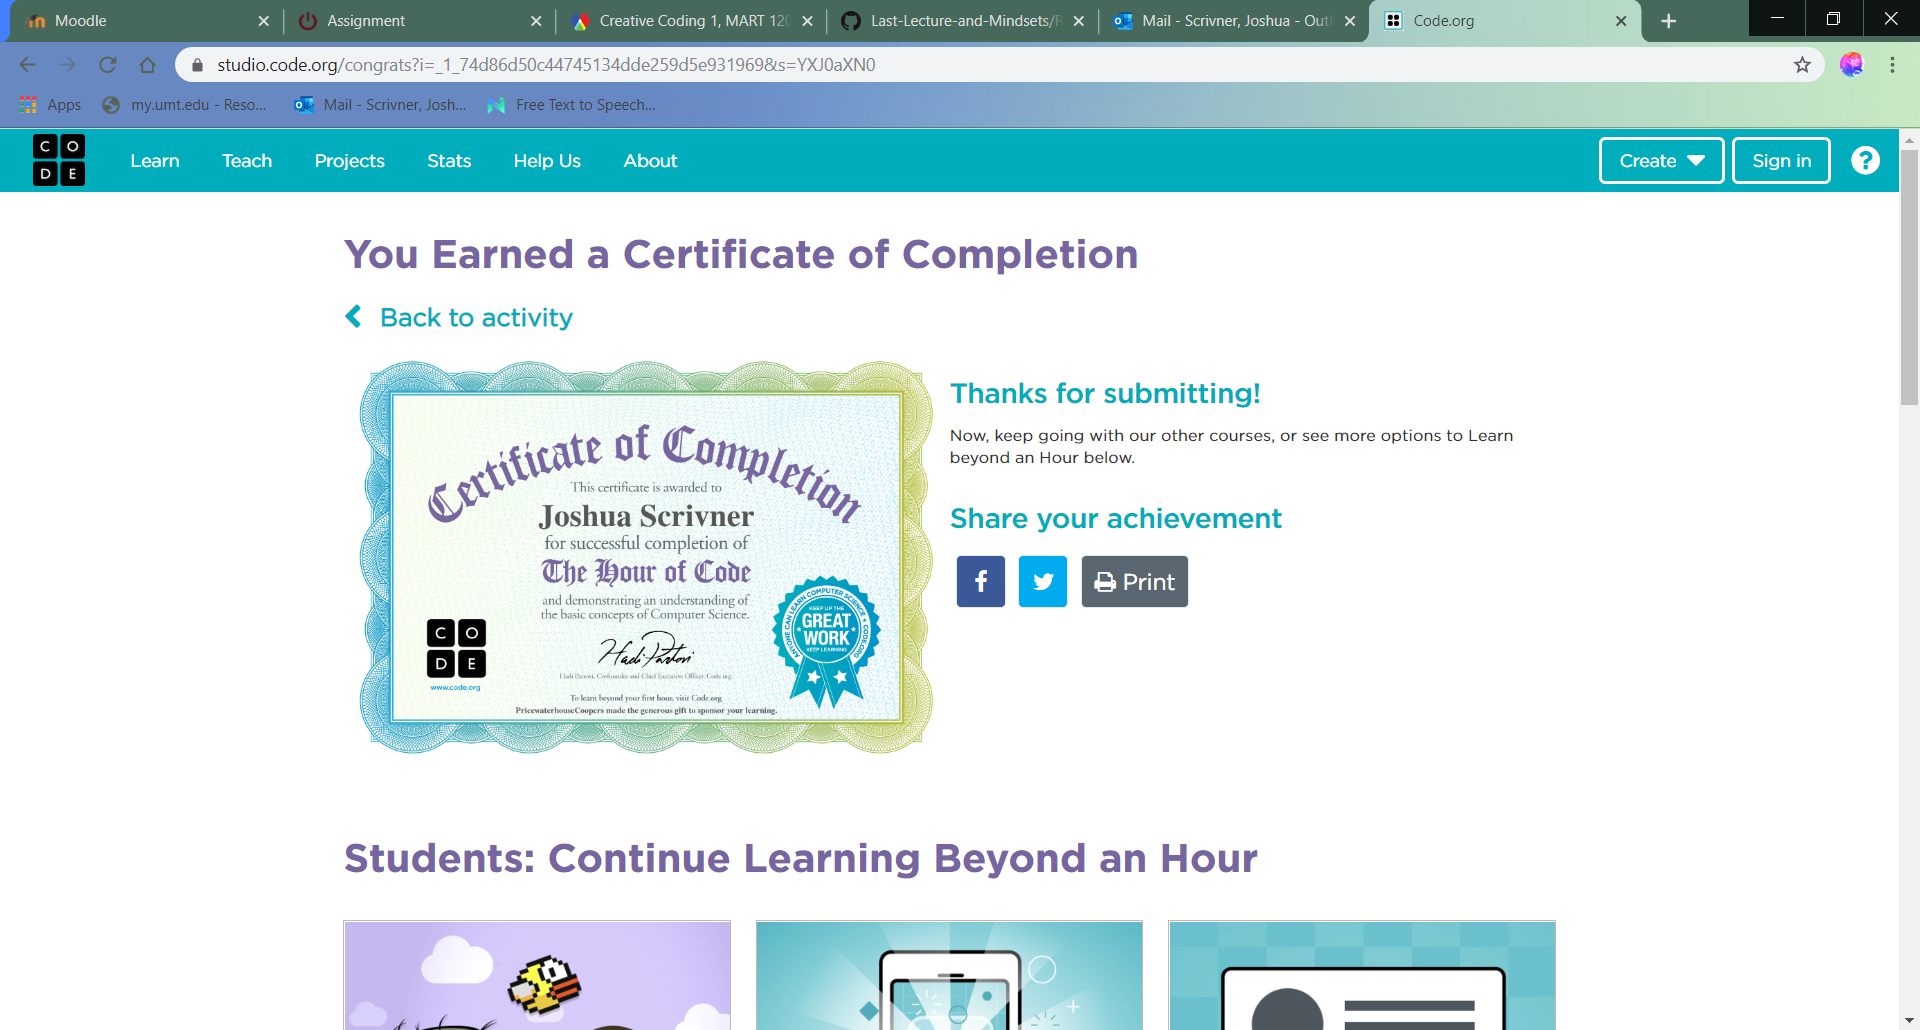 Moodle
Assignment
Creative Coding 1, MART 120
Last-Lecture-and-Mindsets/R
Mail - Scrivner, Joshua - Outl
Code.org
studio.code.org/congrats?i=_1_74d86d50c44745134dde259d5e931969&s=YXJ0aXN0
Apps
my.umt.edu - Reso...
Mail - Scrivner, Josh...
Free Text to Speech...
C O
D E
Learn
Teach
Projects
Stats
Help Us
About
Create
Sign in
?
You Earned a Certificate of Completion
Back to activity
Certificate of Completion
This certificate is awarded to
Joshua Scrivner
for successful completion of
The Hour of Code
and demonstrating an understanding of
the basic concepts of Computer Science.
Hadi Partovi
Hadi Partovi, Co-founder and Chief Executive Officer, Code.org
To learn beyond your first hour, visit Code.org
PricewaterhouseCoopers made the generous gift to sponsor your learning.
C O
D E
www.code.org
ANYONE CAN LEARN COMPUTER SCIENCE • CODE.ORG
KEEP UP THE
GREAT
WORK
KEEP LEARNING
Thanks for submitting!
Now, keep going with our other courses, or see more options to Learn
beyond an Hour below.
Share your achievement
Print
Students: Continue Learning Beyond an Hour